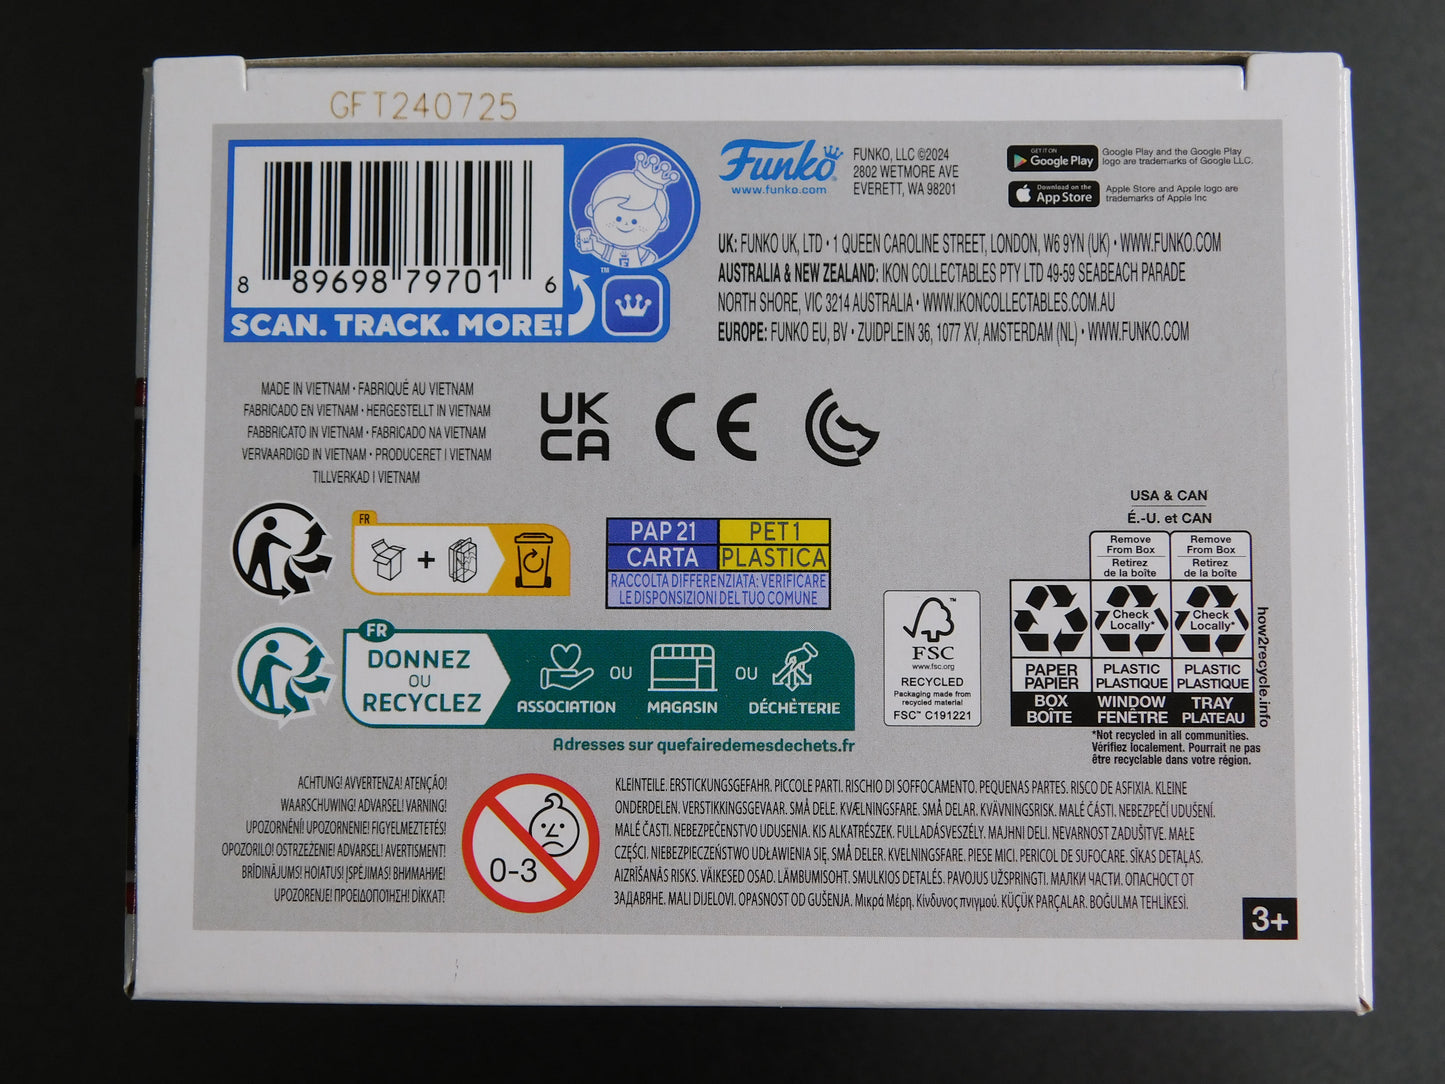 GFT240725
8 89698 79701 6
SCAN. TRACK. MORE!
™
Funko
www.funko.com
FUNKO, LLC ©2024
2802 WETMORE AVE
EVERETT, WA 98201
GET IT ON
Google Play
Google Play and the Google Play
logo are trademarks of Google LLC.
Download on the
App Store
Apple Store and Apple logo are
trademarks of Apple Inc
UK: FUNKO UK, LTD • 1 QUEEN CAROLINE STREET, LONDON, W6 9YN (UK) • WWW.FUNKO.COM
AUSTRALIA & NEW ZEALAND: IKON COLLECTABLES PTY LTD 49-59 SEABEACH PARADE
NORTH SHORE, VIC 3214 AUSTRALIA • WWW.IKONCOLLECTABLES.COM.AU
EUROPE: FUNKO EU, BV • ZUIDPLEIN 36, 1077 XV, AMSTERDAM (NL) • WWW.FUNKO.COM
MADE IN VIETNAM • FABRIQUÉ AU VIETNAM
FABRICADO EN VIETNAM • HERGESTELLT IN VIETNAM
FABBRICATO IN VIETNAM • FABRICADO NA VIETNAM
VERVAARDIGD IN VIETNAM • PRODUCERET I VIETNAM
TILLVERKAD I VIETNAM
UK
CA
CE
FR
+
PAP 21
CARTA
PET 1
PLASTICA
RACCOLTA DIFFERENZIATA: VERIFICARE
LE DISPONSIZIONI DEL TUO COMUNE
FR
DONNEZ
OU
RECYCLEZ
ASSOCIATION
OU
MAGASIN
OU
DÉCHÈTERIE
Adresses sur quefairedemesdechets.fr
™
FSC
www.fsc.org
RECYCLED
Packaging made from
recycled material
FSC™ C191221
USA & CAN
É.-U. et CAN
Remove
From Box
Retirez
de la boîte
Remove
From Box
Retirez
de la boîte
Check
Locally*
Check
Locally*
PAPER
PAPIER
PLASTIC
PLASTIQUE
PLASTIC
PLASTIQUE
BOX
BOÎTE
WINDOW
FENÊTRE
TRAY
PLATEAU
how2recycle.info
*Not recycled in all communities.
Vérifiez localement. Pourrait ne pas
être recyclable dans votre région.
ACHTUNG! AVVERTENZA! ATENÇÃO!
WAARSCHUWING! ADVARSEL! VARNING!
UPOZORNĚNÍ! UPOZORNENIE! FIGYELMEZTETÉS!
OPOZORILO! OSTRZEŻENIE! ADVARSEL! AVERTISMENT!
BRĪDINĀJUMS! HOIATUS! ĮSPĖJIMAS! ВНИМАНИЕ!
UPOZORENJE! ΠΡΟΕΙΔΟΠΟΊΗΣΗ! DİKKAT!
0-3
KLEINTEILE. ERSTICKUNGSGEFAHR. PICCOLE PARTI. RISCHIO DI SOFFOCAMENTO. PEQUENAS PARTES. RISCO DE ASFIXIA. KLEINE
ONDERDELEN. VERSTIKKINGSGEVAAR. SMÅ DELE. KVÆLNINGSFARE. SMÅ DELAR. KVÄVNINGSRISK. MALÉ ČÁSTI. NEBEZPEČÍ UDUŠENÍ.
MALÉ ČASTI. NEBEZPEČENSTVO UDUSENIA. KIS ALKATRÉSZEK. FULLADÁSVESZÉLY. MAJHNI DELI. NEVARNOST ZADUŠITVE. MAŁE
CZĘŚCI. NIEBEZPIECZEŃSTWO UDŁAWIENIA SIĘ. SMÅ DELER. KVELNINGSFARE. PIESE MICI. PERICOL DE SUFOCARE. SĪKAS DETAĻAS.
AIZRĪŠANĀS RISKS. VÄIKESED OSAD. LÄMBUMISOHT. SMULKIOS DETALĖS. PAVOJUS UŽSPRINGTI. МАЛКИ ЧАСТИ. ОПАСНОСТ ОТ
ЗАДАВЯНЕ. MALI DIJELOVI. OPASNOST OD GUŠENJA. Μικρά Μέρη. Κίνδυνος πνιγμού. KÜÇÜK PARÇALAR. BOĞULMA TEHLİKESİ.
3+